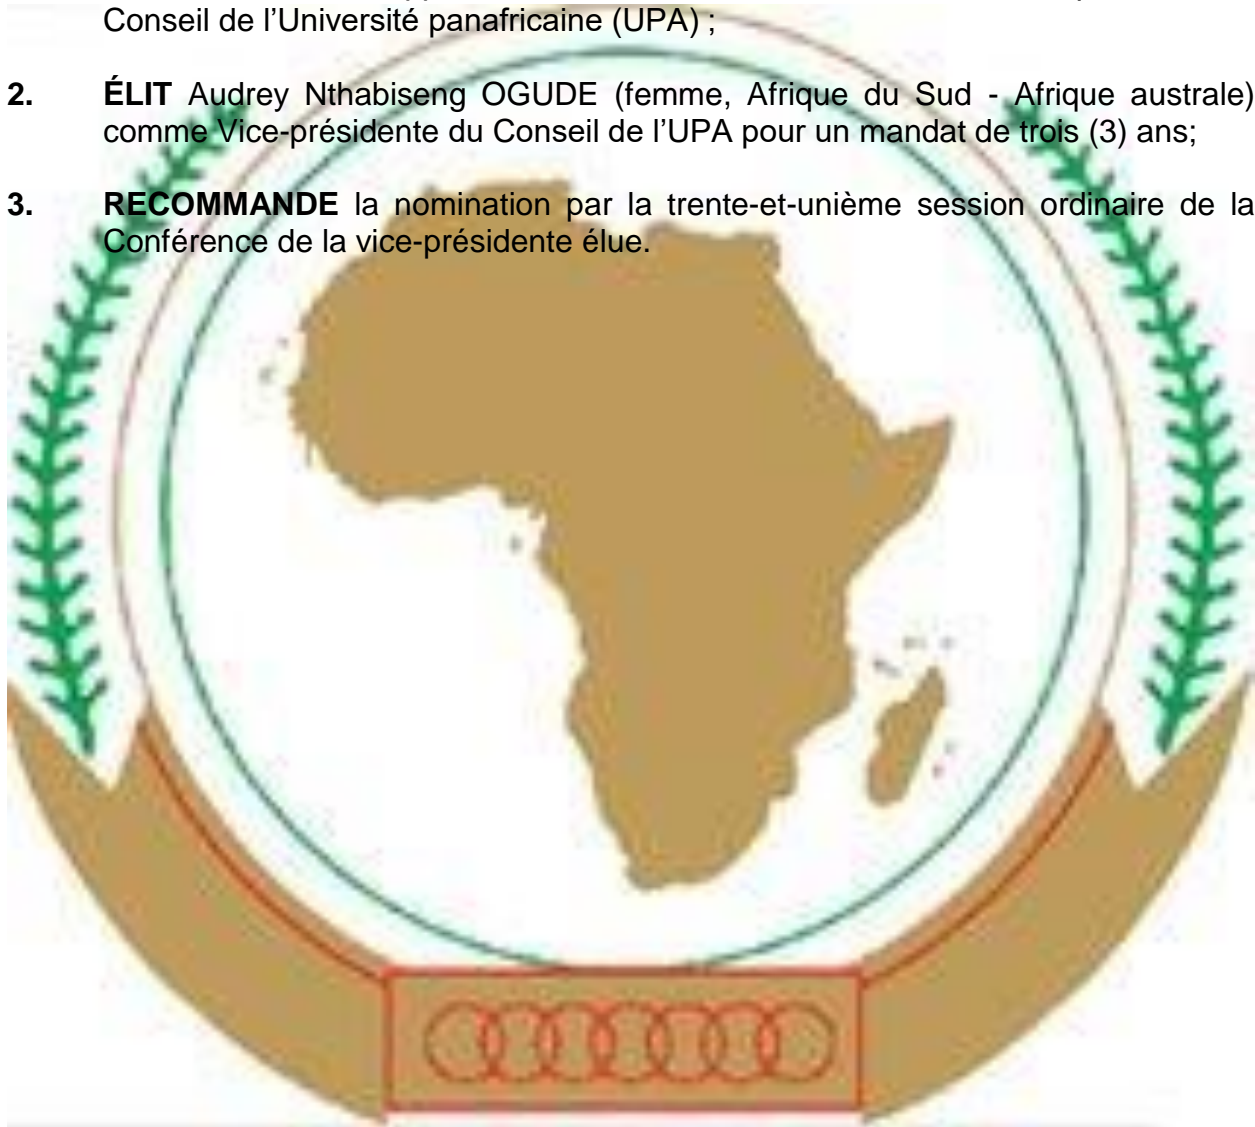 Conseil de l’Université panafricaine (UPA) ;
2. ÉLIT Audrey Nthabiseng OGUDE (femme, Afrique du Sud - Afrique australe)
comme Vice-présidente du Conseil de l’UPA pour un mandat de trois (3) ans;
3. RECOMMANDE la nomination par la trente-et-unième session ordinaire de la
Conférence de la vice-présidente élue.